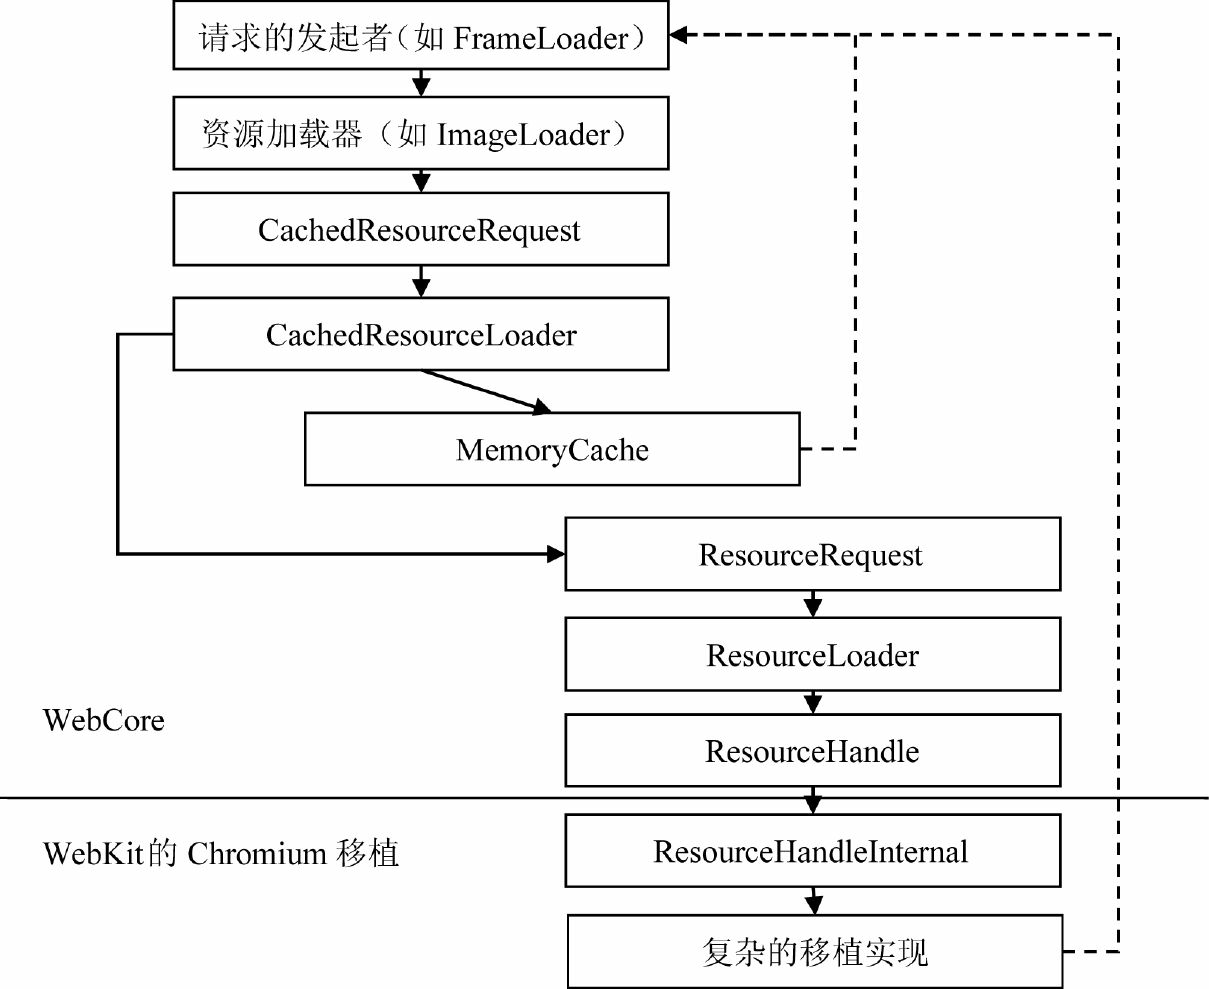 请求的发起者（如 FrameLoader）
资源加载器（如 ImageLoader）
CachedResourceRequest
CachedResourceLoader
MemoryCache
ResourceRequest
ResourceLoader
WebCore
ResourceHandle
WebKit的 Chromium 移植
ResourceHandleInternal
复杂的移植实现